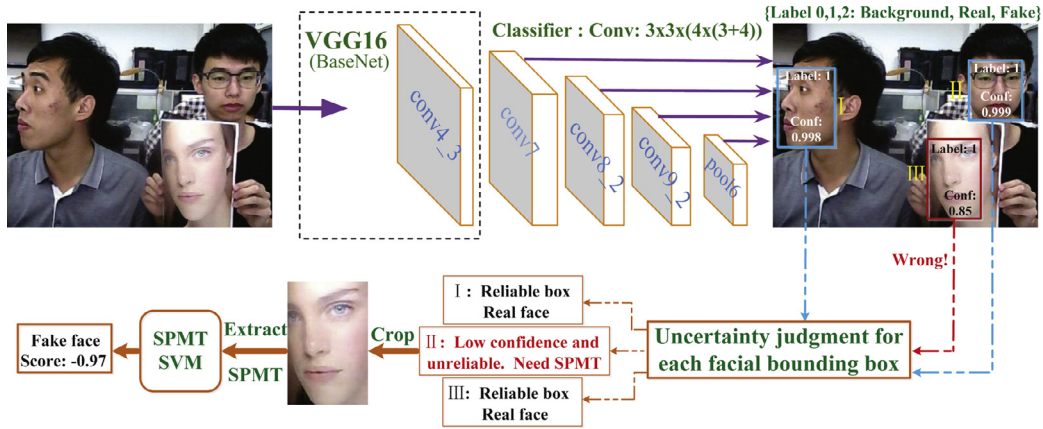 {Label 0,1,2: Background, Real, Fake}
VGG16
(BaseNet)
Classifier : Conv: 3x3x(4x(3+4))
conv4_3
conv7
conv8_2
conv9_2
pool6
Label: 1
Conf:
0.998
I
Label: 1
II
Conf:
0.999
Label: 1
III
Conf:
0.85
Wrong!
Uncertainty judgment for
each facial bounding box
I : Reliable box
Real face
II : Low confidence and
unreliable. Need SPMT
III: Reliable box
Real face
Crop
Extract
SPMT
SPMT
SVM
Fake face
Score: -0.97